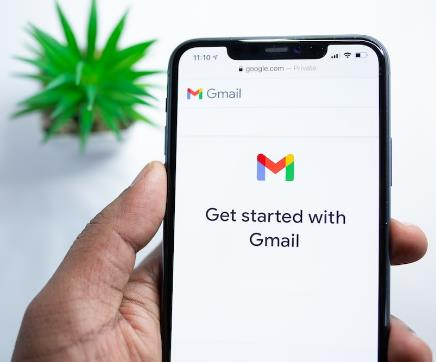 11:10
google.com — Private
Gmail
Get started with
Gmail